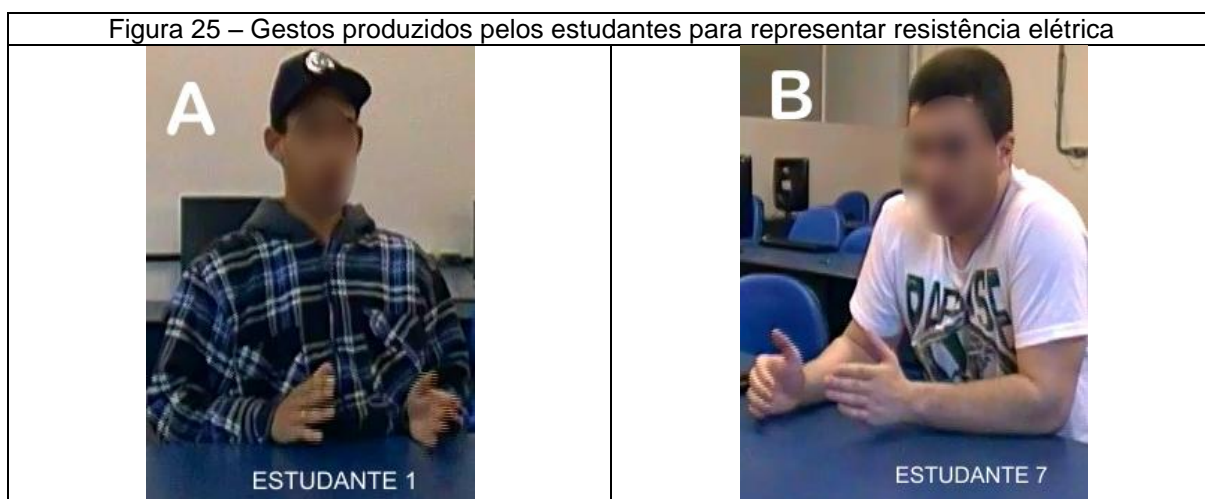 Figura 25 – Gestos produzidos pelos estudantes para representar resistência elétrica
A
B
ESTUDANTE 1
ESTUDANTE 7